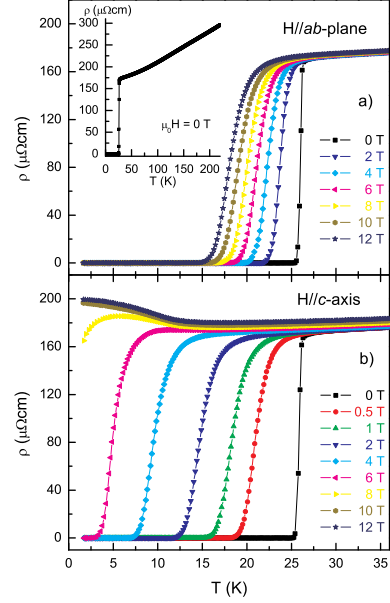 ρ (μΩcm)
300
250
200
150
100
50
0
0 50 100 150 200
T (K)
μ₀H = 0 T
H//ab-plane
a)
0 T
2 T
4 T
6 T
8 T
10 T
12 T
200
160
120
80
40
0
ρ (μΩcm)
H//c-axis
b)
0 T
0.5 T
1 T
2 T
4 T
6 T
8 T
10 T
12 T
200
160
120
80
40
0
ρ (μΩcm)
0 5 10 15 20 25 30 35
T (K)